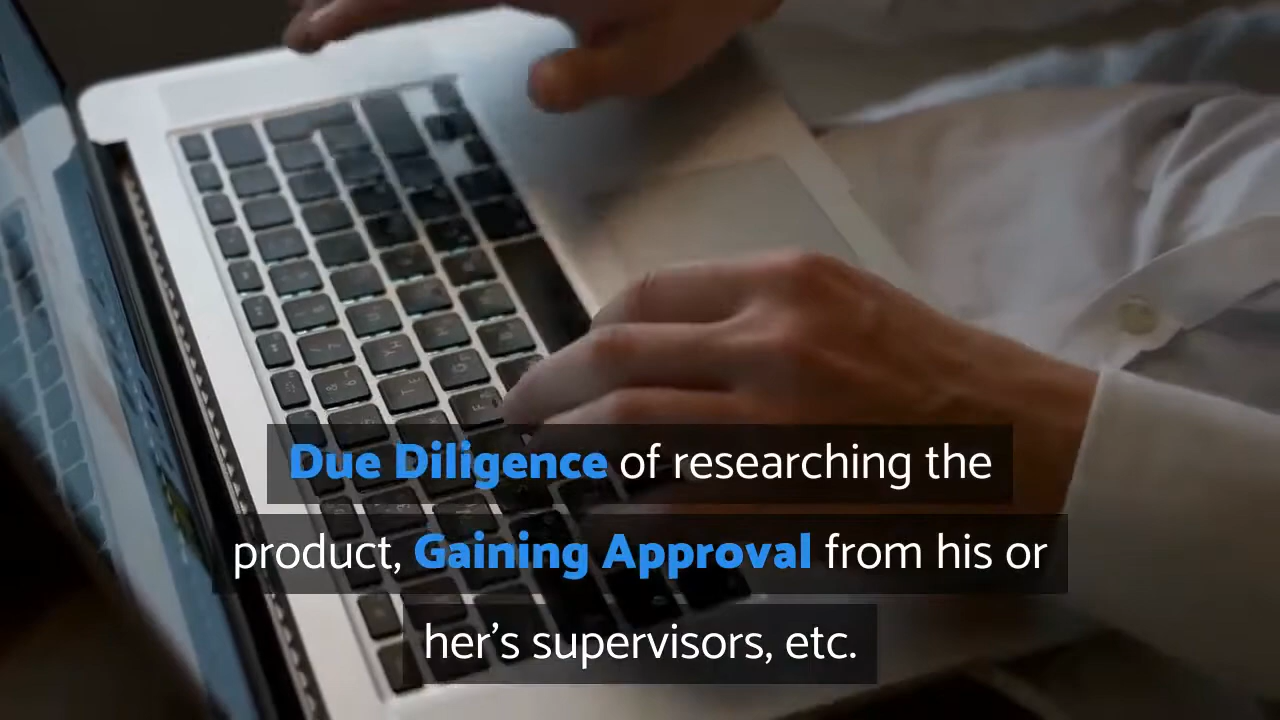 Due Diligence of researching the
product, Gaining Approval from his or
her's supervisors, etc.